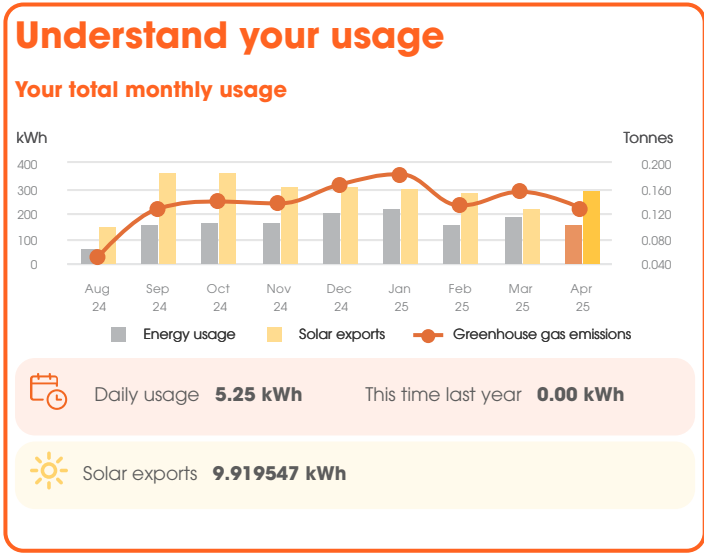 Understand your usage
Your total monthly usage
kWh Tonnes
400 0.200
300 0.160
200 0.120
100 0.080
0 0.040
Aug Sep Oct Nov Dec Jan Feb Mar Apr
24 24 24 24 24 25 25 25 25
Energy usage Solar exports Greenhouse gas emissions
Daily usage 5.25 kWh This time last year 0.00 kWh
Solar exports 9.919547 kWh